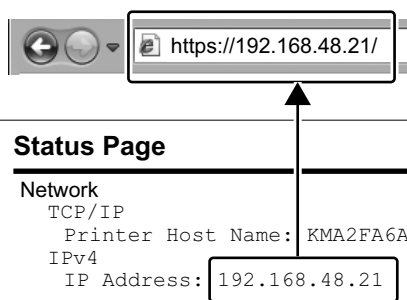 https://192.168.48.21/
Status Page
Network
TCP/IP
Printer Host Name: KMA2FA6A
IPv4
IP Address: 192.168.48.21